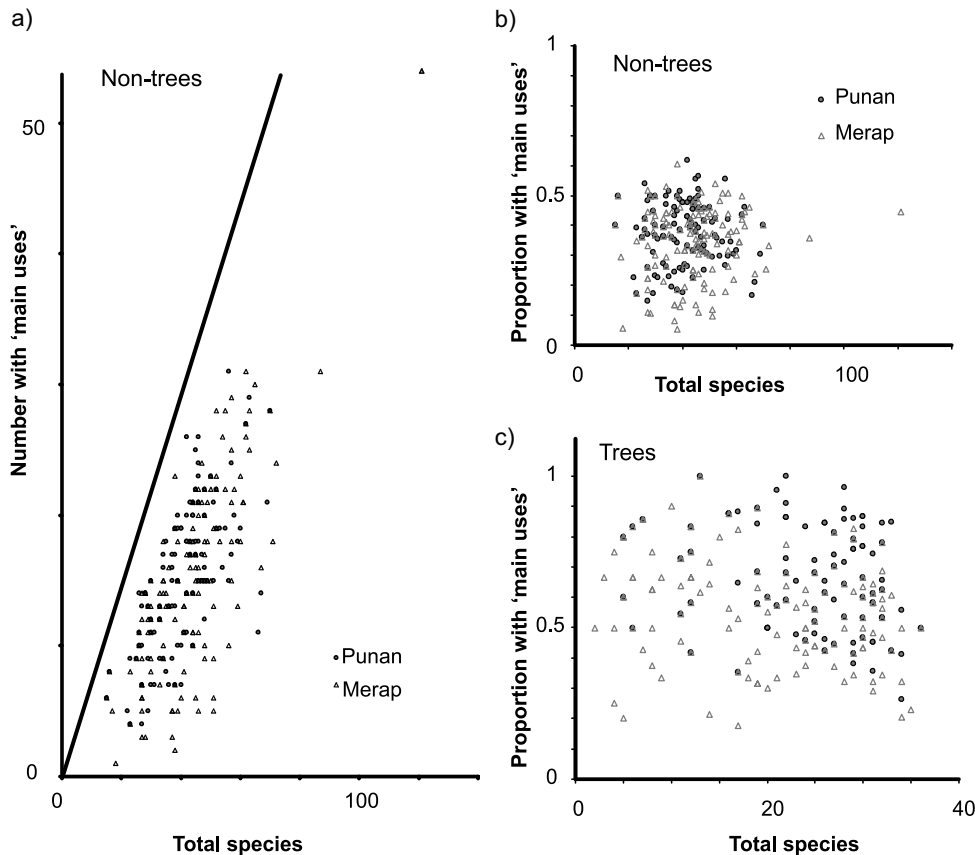 a)
Non-trees
50
Number with ‘main uses’
Punan
Merap
0
0
100
Total species
b)
1
Non-trees
Punan
Merap
Proportion with ‘main uses’
0.5
0
0
100
Total species
c)
Trees
1
Proportion with ‘main uses’
0.5
0
0
20
40
Total species